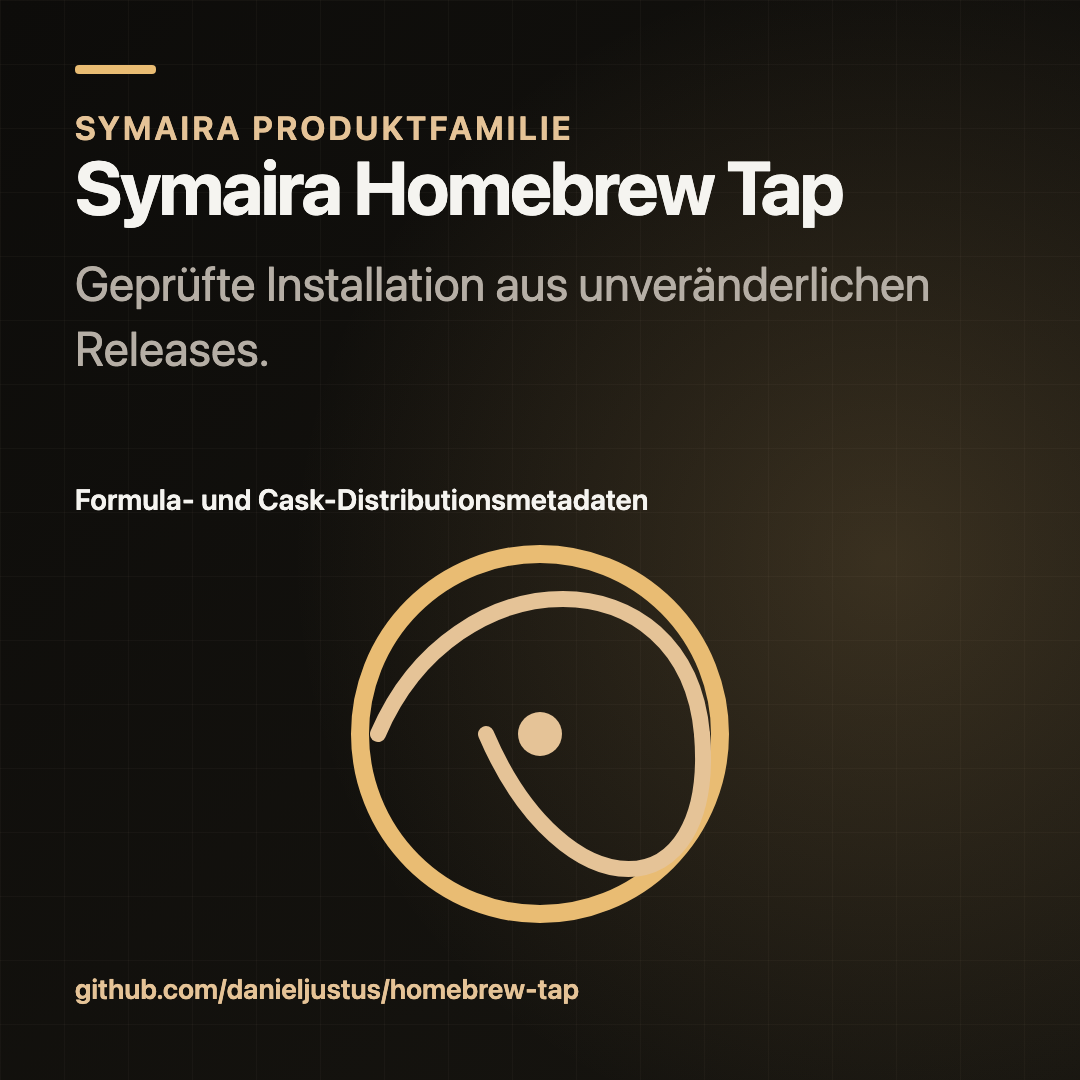 SYMAIRA PRODUKTFAMILIE
Symaira Homebrew Tap
Geprüfte Installation aus unveränderlichen
Releases.
Formula- und Cask-Distributionsmetadaten
github.com/danieljustus/homebrew-tap